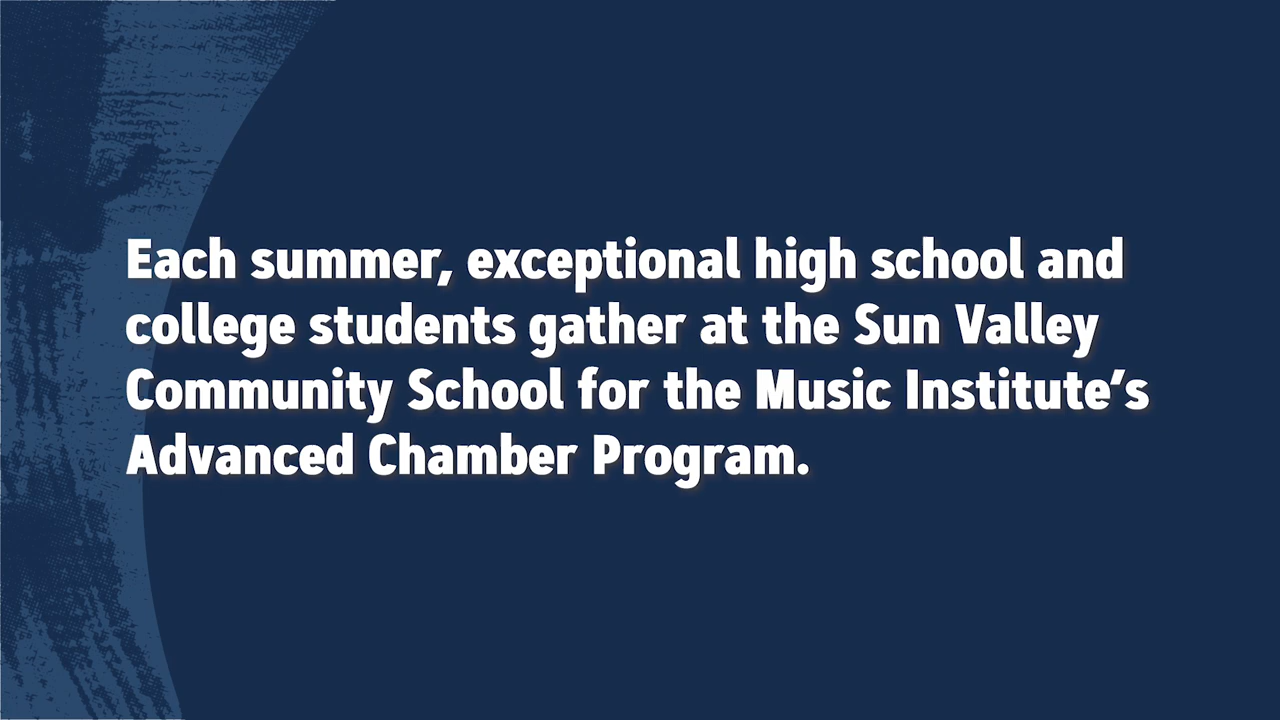 Each summer, exceptional high school and
college students gather at the Sun Valley
Community School for the Music Institute’s
Advanced Chamber Program.